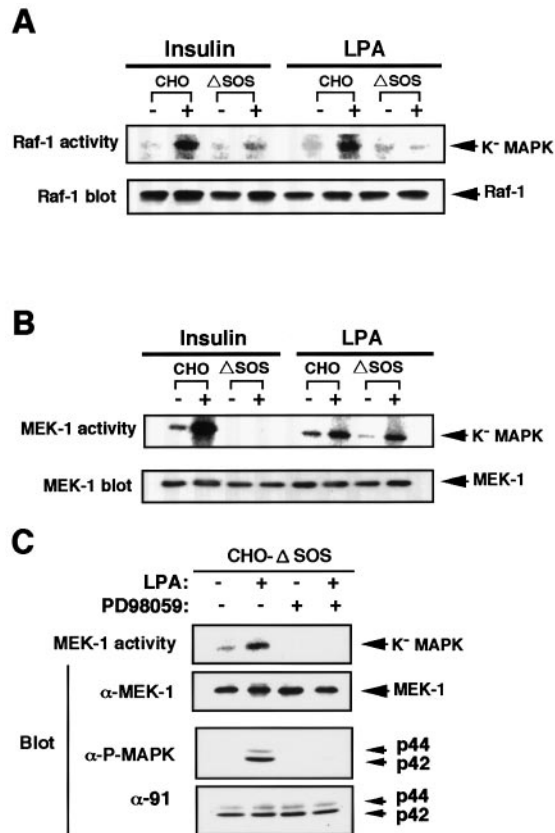 A
Insulin LPA
CHO △SOS CHO △SOS
- + - + - + - +
Raf-1 activity K⁻ MAPK
Raf-1 blot Raf-1
B
Insulin LPA
CHO △SOS CHO △SOS
- + - + - + - +
MEK-1 activity K⁻ MAPK
MEK-1 blot MEK-1
C
CHO-△SOS
LPA: - + - +
PD98059: - - + +
MEK-1 activity K⁻ MAPK
Blot
α-MEK-1 MEK-1
α-P-MAPK p44
p42
α-91 p44
p42